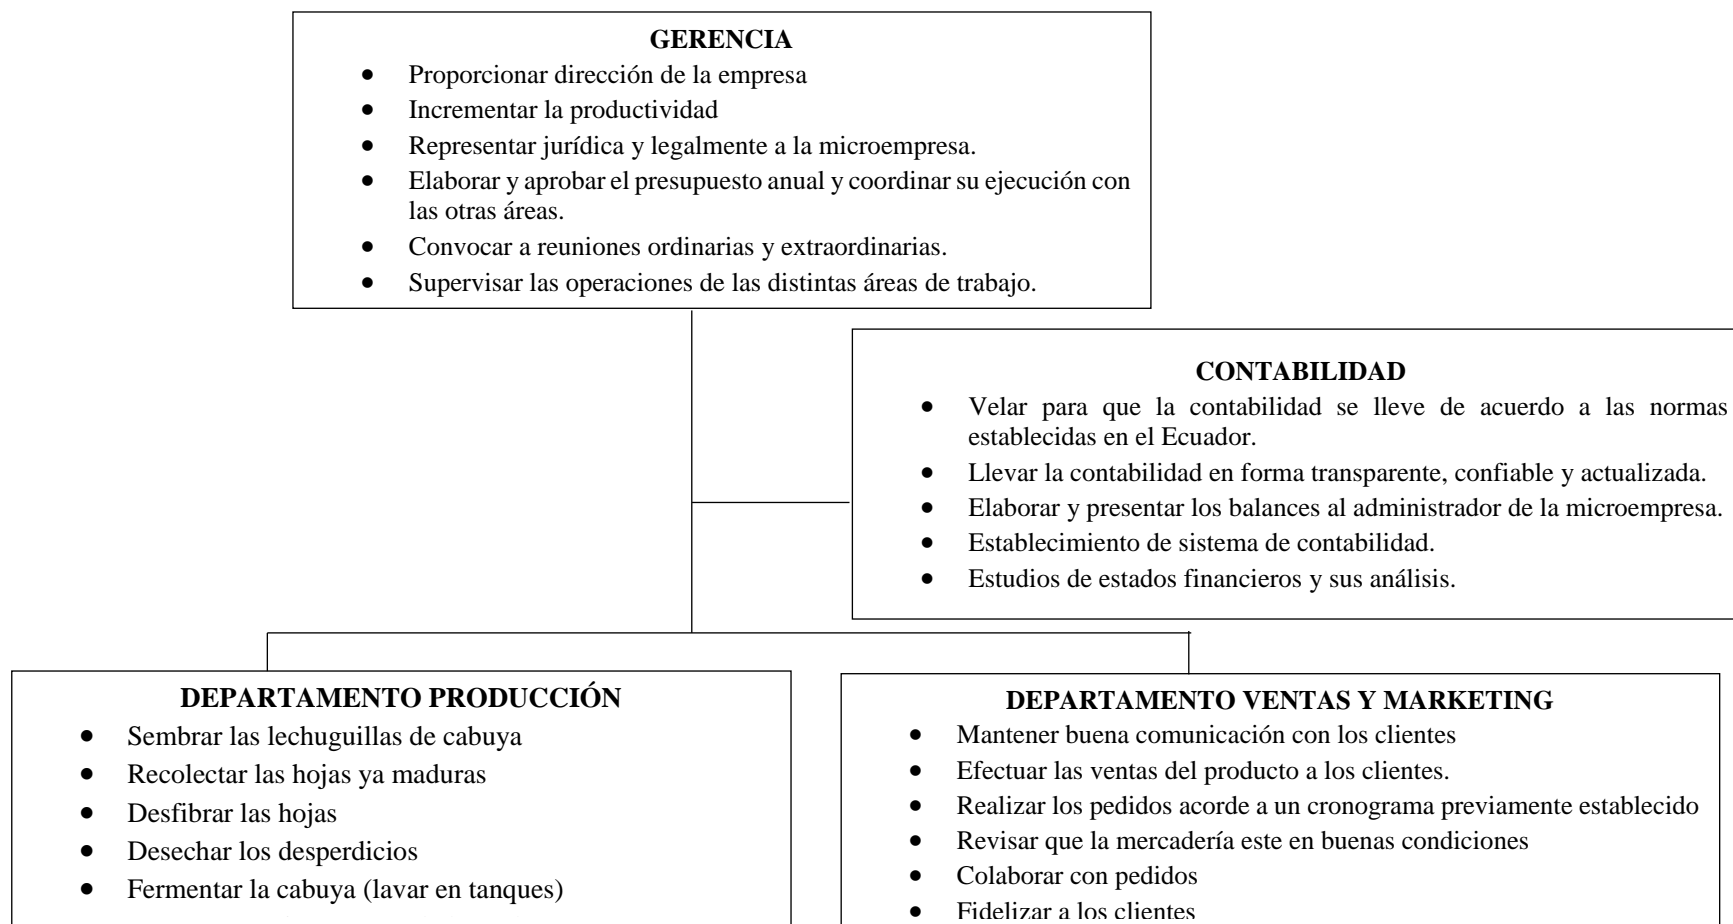 GERENCIA
• Proporcionar dirección de la empresa
• Incrementar la productividad
• Representar jurídica y legalmente a la microempresa.
• Elaborar y aprobar el presupuesto anual y coordinar su ejecución con
las otras áreas.
• Convocar a reuniones ordinarias y extraordinarias.
• Supervisar las operaciones de las distintas áreas de trabajo.
CONTABILIDAD
• Velar para que la contabilidad se lleve de acuerdo a las normas
establecidas en el Ecuador.
• Llevar la contabilidad en forma transparente, confiable y actualizada.
• Elaborar y presentar los balances al administrador de la microempresa.
• Establecimiento de sistema de contabilidad.
• Estudios de estados financieros y sus análisis.
DEPARTAMENTO PRODUCCIÓN
• Sembrar las lechuguillas de cabuya
• Recolectar las hojas ya maduras
• Desfibrar las hojas
• Desechar los desperdicios
• Fermentar la cabuya (lavar en tanques)
DEPARTAMENTO VENTAS Y MARKETING
• Mantener buena comunicación con los clientes
• Efectuar las ventas del producto a los clientes.
• Realizar los pedidos acorde a un cronograma previamente establecido
• Revisar que la mercadería este en buenas condiciones
• Colaborar con pedidos
• Fidelizar a los clientes